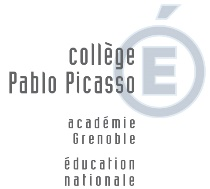 collège
Pablo Picasso
É
académie
Grenoble
éducation
nationale